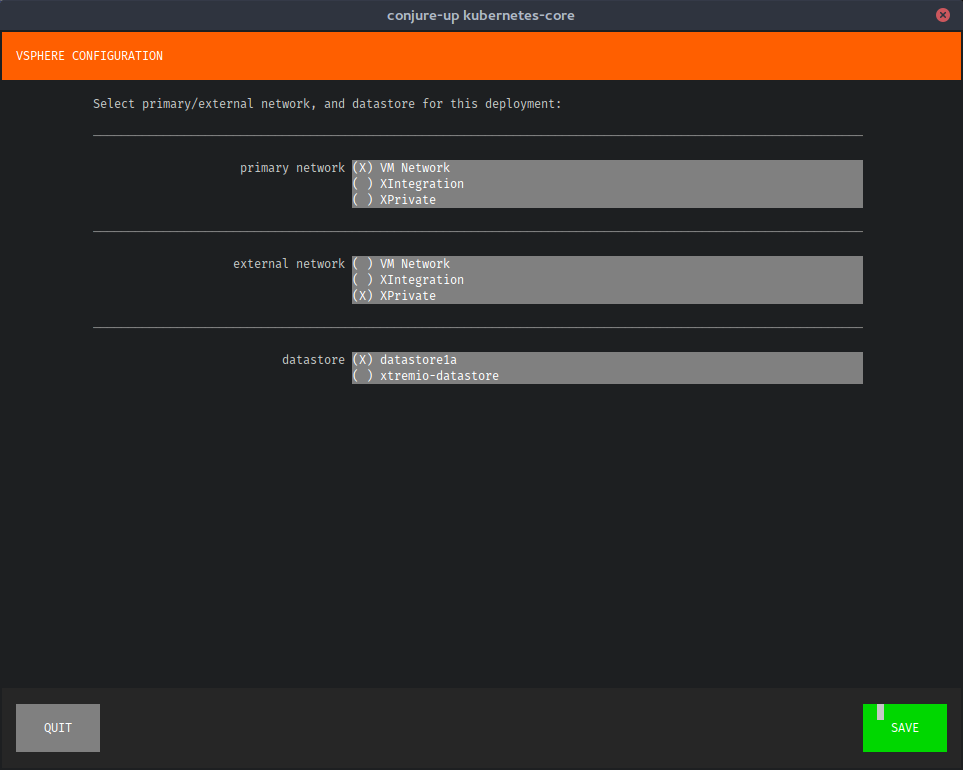 conjure-up kubernetes-core
VSPHERE CONFIGURATION
Select primary/external network, and datastore for this deployment:
primary network (X) VM Network
( ) XIntegration
( ) XPrivate
external network ( ) VM Network
( ) XIntegration
(X) XPrivate
datastore (X) datastore1a
( ) xtremio-datastore
QUIT
SAVE